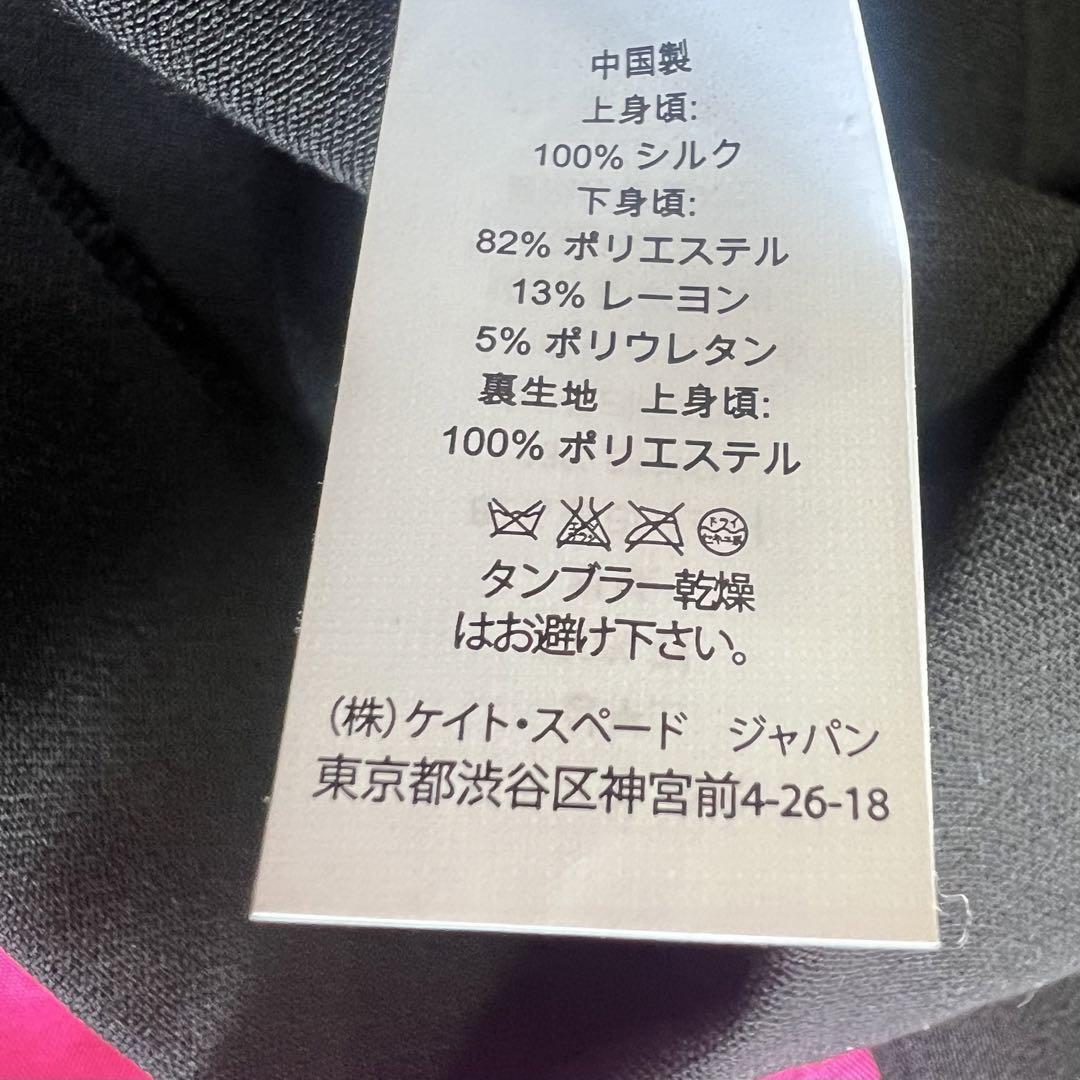 中国製
上身頃:
100% シルク
下身頃:
82% ポリエステル
13% レーヨン
5% ポリウレタン
裏生地　上身頃:
100% ポリエステル
ドライ
タンブラー乾燥
はお避け下さい。
(株)ケイト・スペード　ジャパン
東京都渋谷区神宮前4-26-18